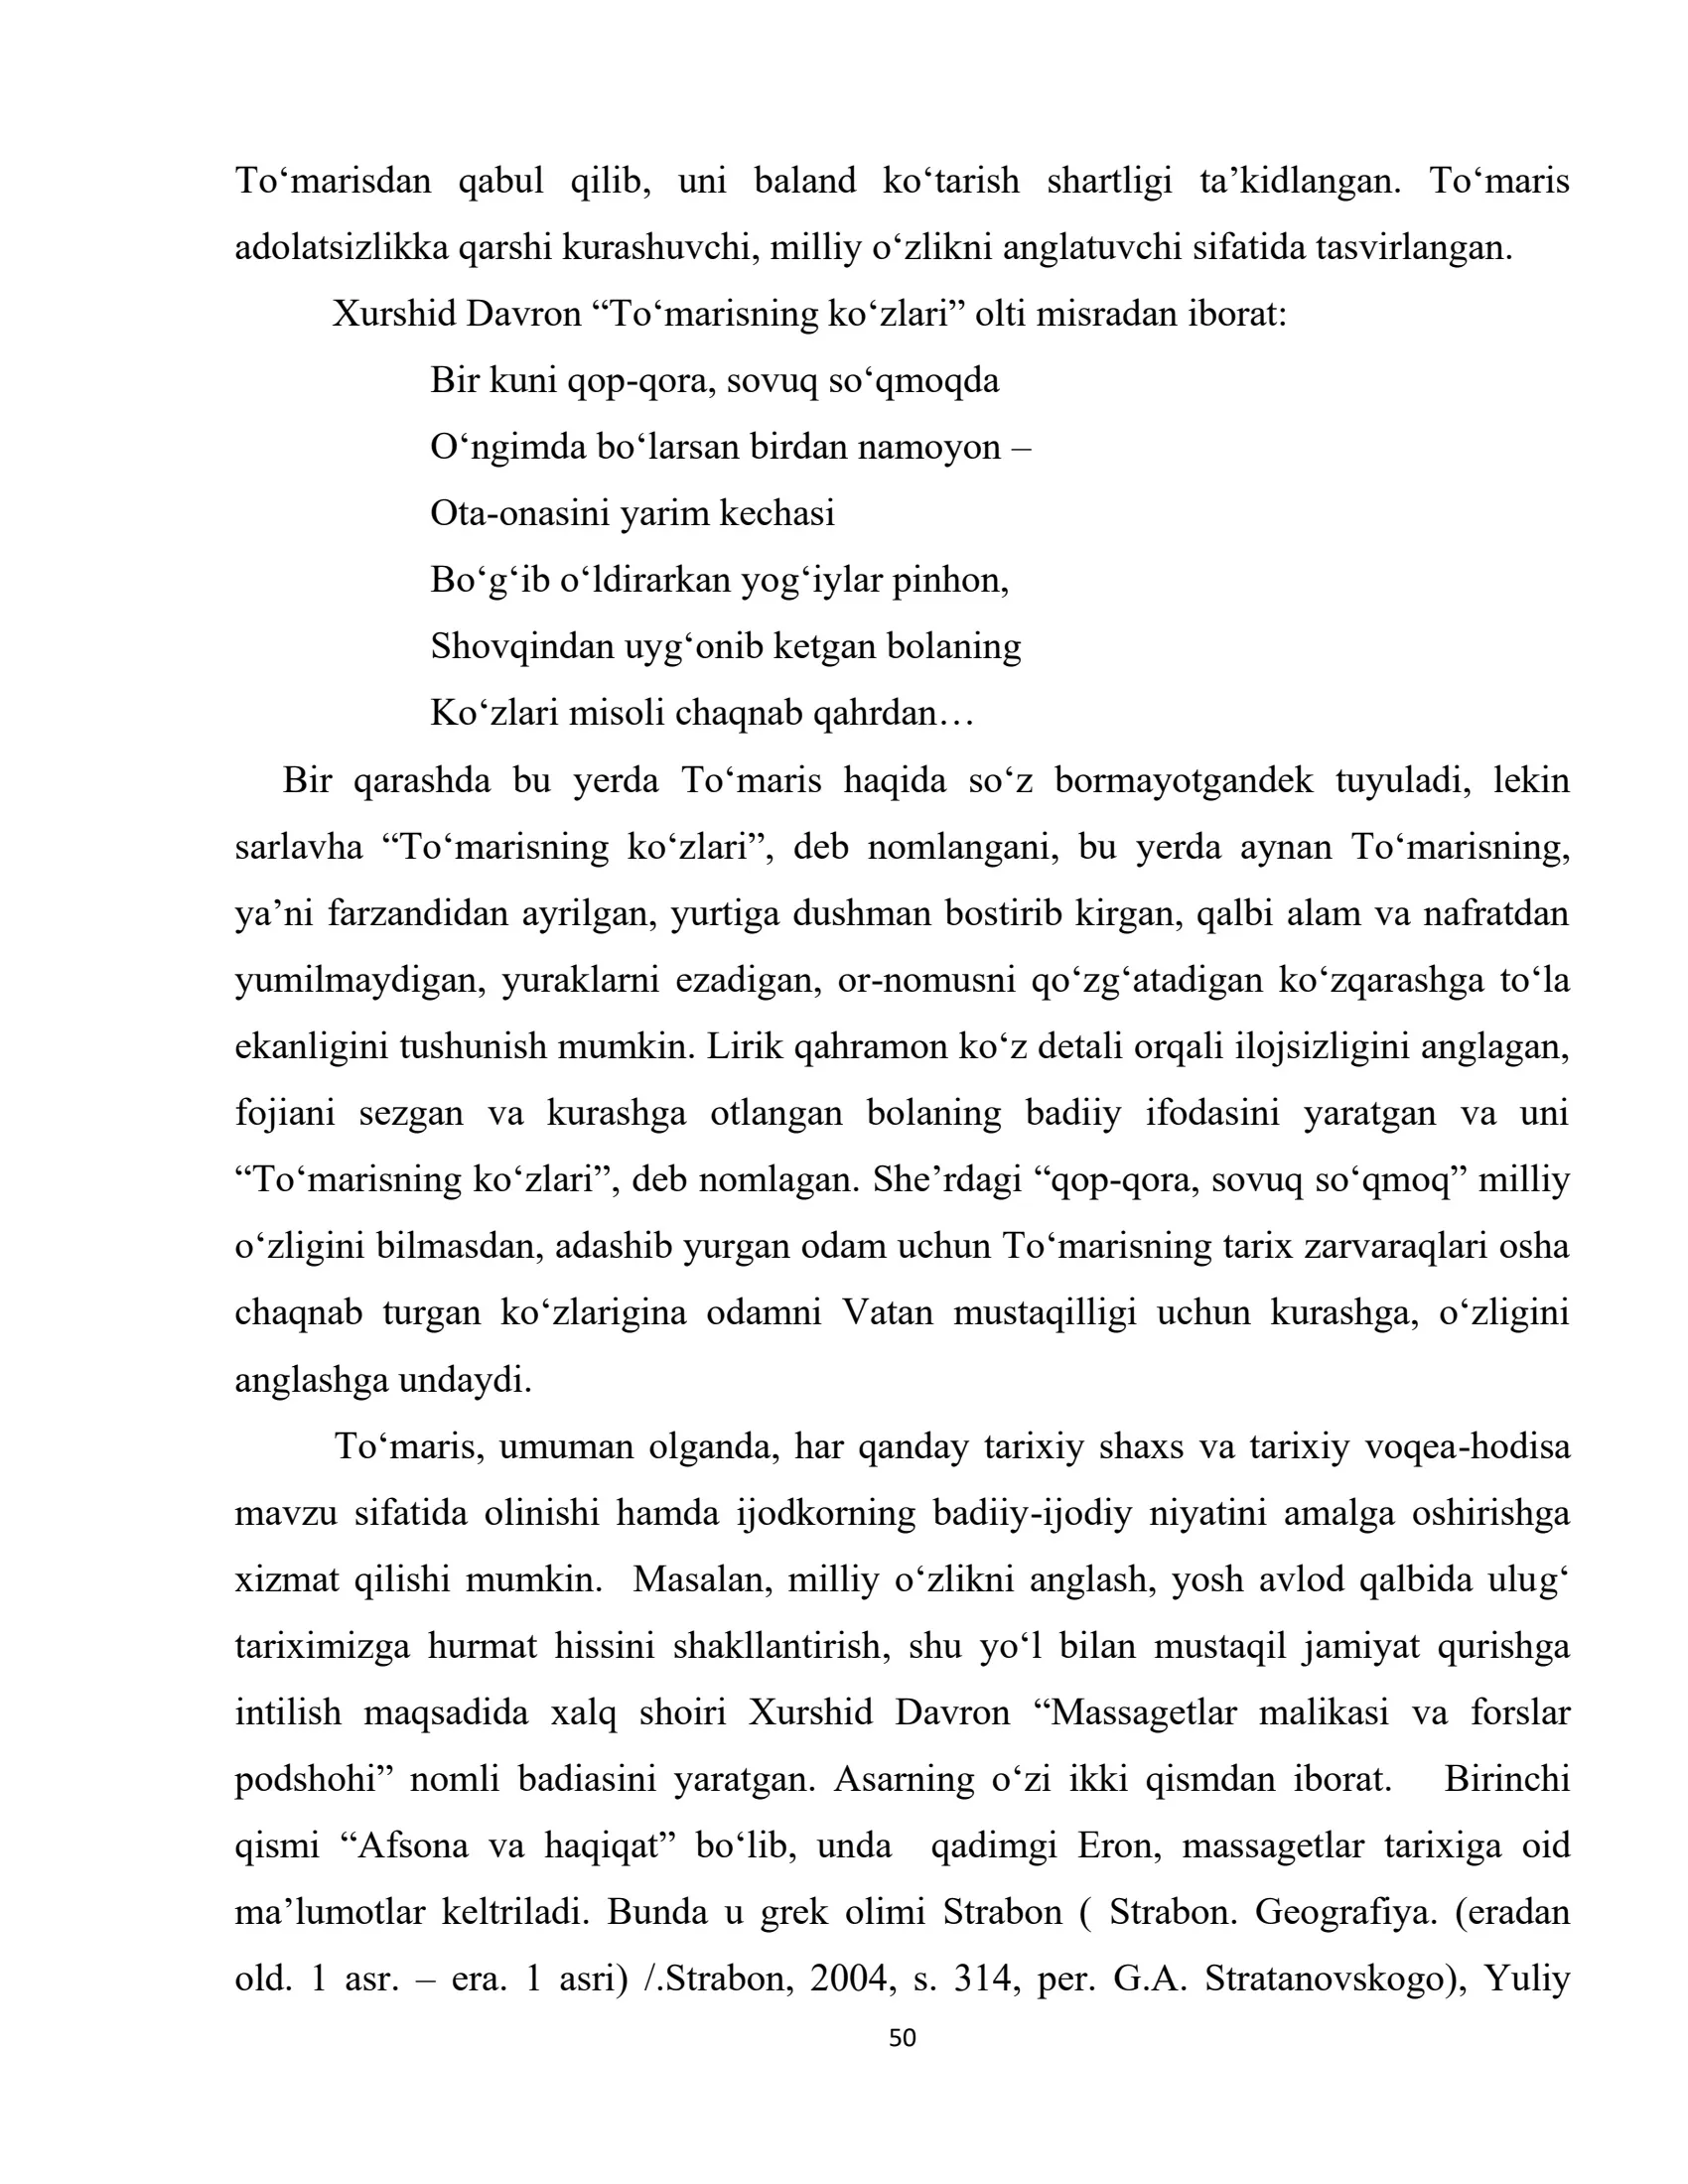 To‘marisdan qabul qilib, uni baland ko‘tarish shartligi ta’kidlangan. To‘maris
adolatsizlikka qarshi kurashuvchi, milliy o‘zlikni anglatuvchi sifatida tasvirlangan.
Xurshid Davron “To‘marisning ko‘zlari” olti misradan iborat:
Bir kuni qop-qora, sovuq so‘qmoqda
O‘ngimda bo‘larsan birdan namoyon –
Ota-onasini yarim kechasi
Bo‘g‘ib o‘ldirarkan yog‘iylar pinhon,
Shovqindan uyg‘onib ketgan bolaning
Ko‘zlari misoli chaqnab qahrdan…
Bir qarashda bu yerda To‘maris haqida so‘z bormayotgandek tuyuladi, lekin
sarlavha “To‘marisning ko‘zlari”, deb nomlangani, bu yerda aynan To‘marisning,
ya’ni farzandidan ayrilgan, yurtiga dushman bostirib kirgan, qalbi alam va nafratdan
yumilmaydigan, yuraklarni ezadigan, or-nomusni qo‘zg‘atadigan ko‘zqarashga to‘la
ekanligini tushunish mumkin. Lirik qahramon ko‘z detali orqali ilojsizligini anglagan,
fojiani sezgan va kurashga otlangan bolaning badiiy ifodasini yaratgan va uni
“To‘marisning ko‘zlari”, deb nomlagan. She’rdagi “qop-qora, sovuq so‘qmoq” milliy
o‘zligini bilmasdan, adashib yurgan odam uchun To‘marisning tarix zarvaraqlari osha
chaqnab turgan ko‘zlarigina odamni Vatan mustaqilligi uchun kurashga, o‘zligini
anglashga undaydi.
To‘maris, umuman olganda, har qanday tarixiy shaxs va tarixiy voqea-hodisa
mavzu sifatida olinishi hamda ijodkorning badiiy-ijodiy niyatini amalga oshirishga
xizmat qilishi mumkin.  Masalan, milliy o‘zlikni anglash, yosh avlod qalbida ulug‘
tariximizga hurmat hissini shakllantirish, shu yo‘l bilan mustaqil jamiyat qurishga
intilish maqsadida xalq shoiri Xurshid Davron “Massagetlar malikasi va forslar
podshohi” nomli badiasini yaratgan. Asarning o‘zi ikki qismdan iborat.  Birinchi
qismi “Afsona va haqiqat” bo‘lib, unda  qadimgi Eron, massagetlar tarixiga oid
ma’lumotlar keltriladi. Bunda u grek olimi Strabon ( Strabon. Geografiya. (eradan
old. 1 asr. – era. 1 asri) /.Strabon, 2004, s. 314, per. G.A. Stratanovskogo), Yuliy
50